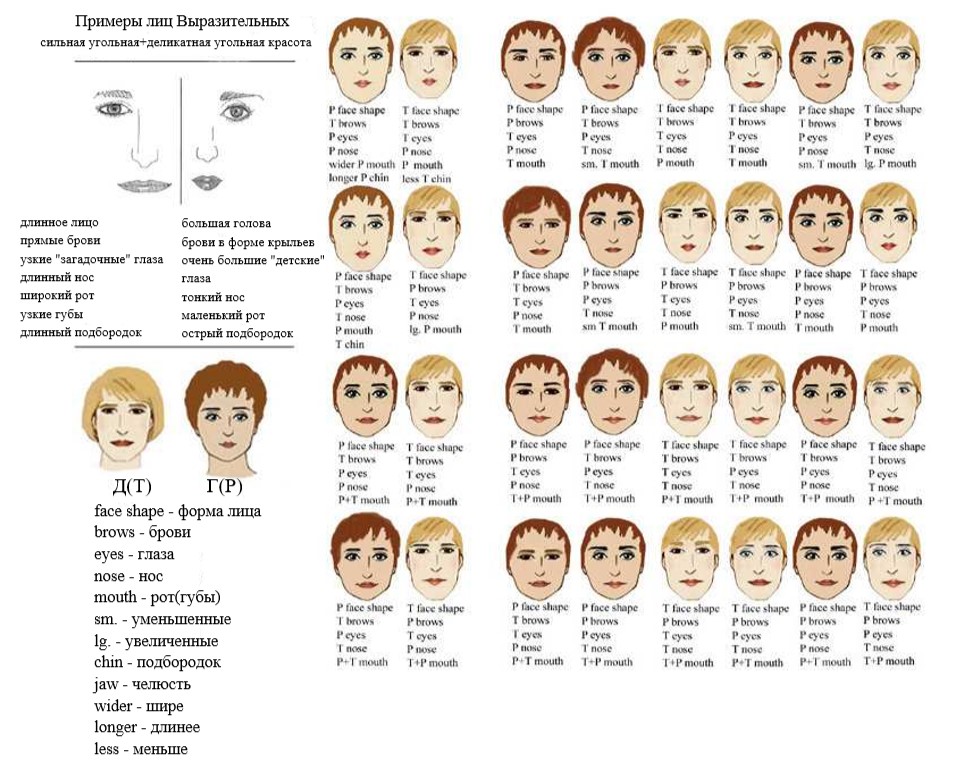 Примеры лиц Выразительных
сильная угольная+деликатная угольная красота
длинное лицо
прямые брови
узкие "загадочные" глаза
длинный нос
широкий рот
узкие губы
длинный подбородок
большая голова
брови в форме крыльев
очень большие "детские"
глаза
тонкий нос
маленький рот
острый подбородок
Д(Т)
Г(Р)
face shape - форма лица
brows - брови
eyes - глаза
nose - нос
mouth - рот(губы)
sm. - уменьшенные
lg. - увеличенные
chin - подбородок
jaw - челюсть
wider - шире
longer - длинее
less - меньше
P face shape
T brows
P eyes
P nose
wider P mouth
longer P chin
T face shape
T brows
T eyes
P nose
P mouth
less T chin
P face shape
P brows
T eyes
P nose
T mouth
P face shape
T brows
P eyes
T nose
sm. T mouth
T face shape
P brows
T eyes
P nose
P mouth
T face shape
T brows
P eyes
T nose
T mouth
P face shape
P brows
P eyes
P nose
sm. T mouth
T face shape
T brows
T eyes
T nose
lg. P mouth
P face shape
T brows
P eyes
T nose
P mouth
T chin
T face shape
P brows
T eyes
P nose
lg. P mouth
P face shape
T brows
T eyes
P nose
T mouth
P face shape
P brows
P eyes
T nose
sm T mouth
T face shape
P brows
P eyes
T nose
P mouth
T face shape
P brows
P eyes
T nose
sm. T mouth
P face shape
P brows
P eyes
T nose
T mouth
T face shape
P brows
P eyes
P nose
P mouth
P face shape
T brows
P eyes
P nose
P+T mouth
T face shape
T brows
T eyes
P nose
P+T mouth
P face shape
P brows
T eyes
P nose
T+P mouth
P face shape
T brows
T eyes
P nose
T+P mouth
T face shape
T brows
T eyes
T nose
P+T mouth
T face shape
T brows
P eyes
T nose
T+P mouth
P face shape
T brows
P eyes
P nose
T+P mouth
T face shape
T brows
P eyes
T nose
P +T mouth
P face shape
T brows
P eyes
T nose
P+T mouth
T face shape
P brows
T eyes
P nose
T+P mouth
P face shape
T brows
T eyes
P nose
P+T mouth
P face shape
P brows
P eyes
T nose
T+P mouth
T face shape
P brows
T eyes
P nose
T+P mouth
T face shape
P brows
P eyes
T nose
P+T mouth
P face shape
P brows
P eyes
P nose
P+T mouth
T face shape
P brows
P eyes
P nose
T+P mouth